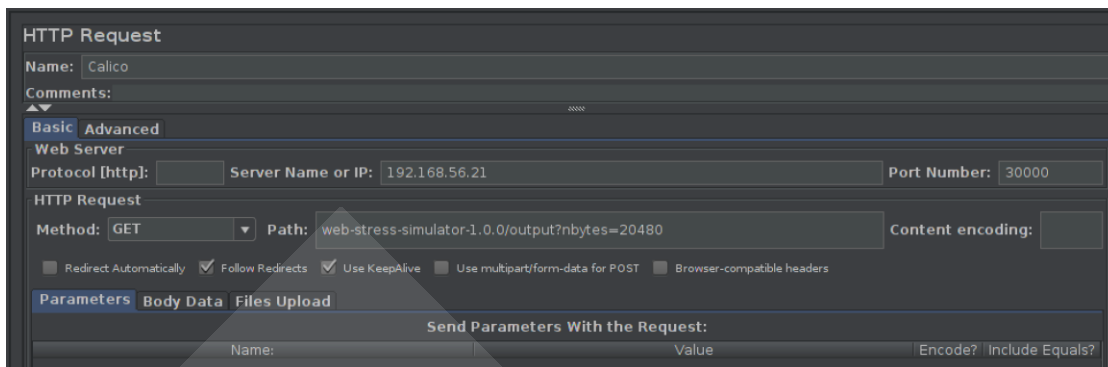 HTTP Request
Name: Calico
Comments:
Basic Advanced
Web Server
Protocol [http]: Server Name or IP: 192.168.56.21 Port Number: 30000
HTTP Request
Method: GET Path: web-stress-simulator-1.0.0/output?nbytes=20480 Content encoding:
Redirect Automatically Follow Redirects Use KeepAlive Use multipart/form-data for POST Browser-compatible headers
Parameters Body Data Files Upload
Send Parameters With the Request:
Name: Value Encode? Include Equals?